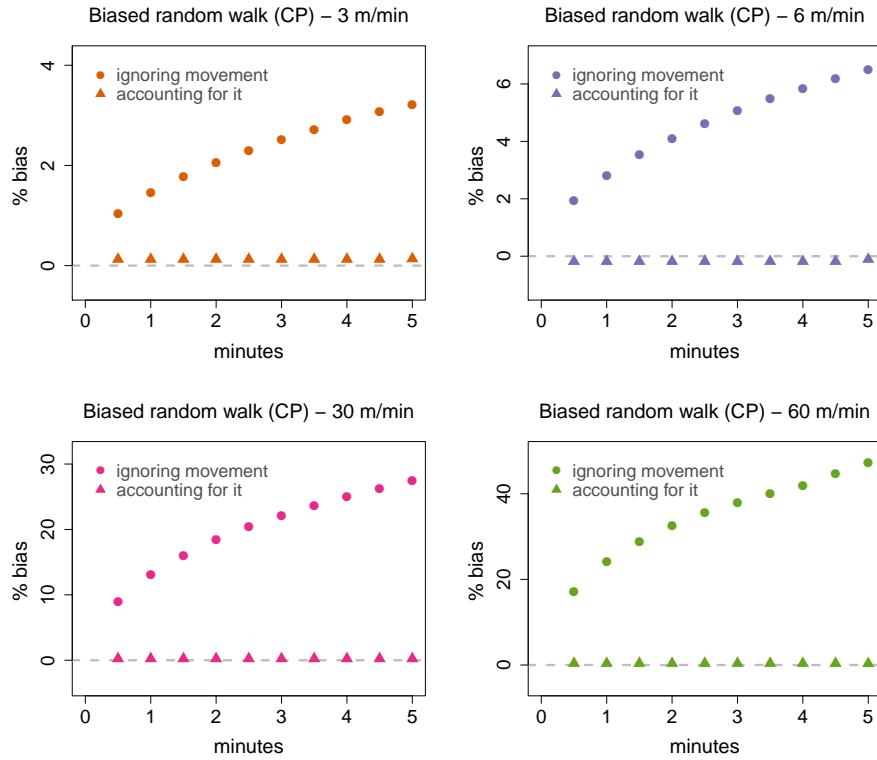 Biased random walk (CP) − 3 m/min
ignoring movement
accounting for it
% bias
4
2
0
0 1 2 3 4 5
minutes
Biased random walk (CP) − 6 m/min
ignoring movement
accounting for it
% bias
6
4
2
0
0 1 2 3 4 5
minutes
Biased random walk (CP) − 30 m/min
ignoring movement
accounting for it
% bias
30
20
10
0
0 1 2 3 4 5
minutes
Biased random walk (CP) − 60 m/min
ignoring movement
accounting for it
% bias
40
20
0
0 1 2 3 4 5
minutes